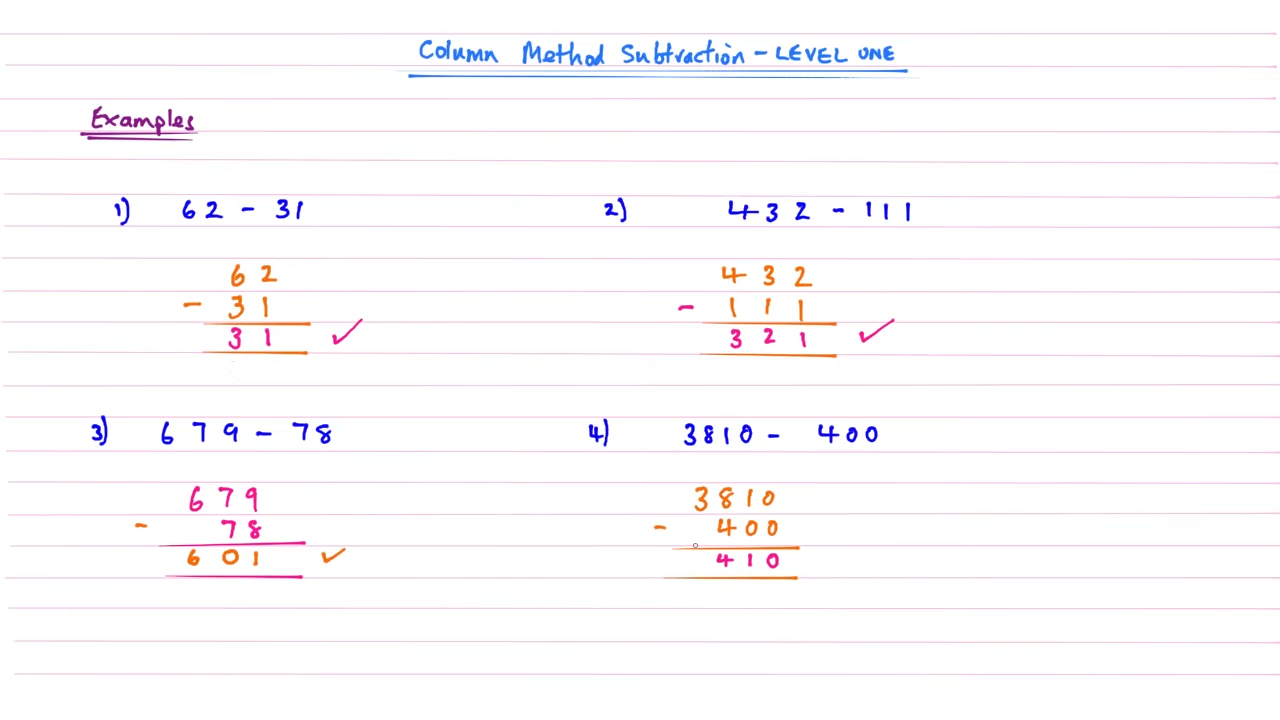 Column Method Subtraction - LEVEL ONE
Examples
1) 62 - 31
62
- 31
31 ✓
2) 432 - 111
432
- 111
321 ✓
3) 679 - 78
679
- 78
601 ✓
4) 3810 - 400
3810
- 400
410